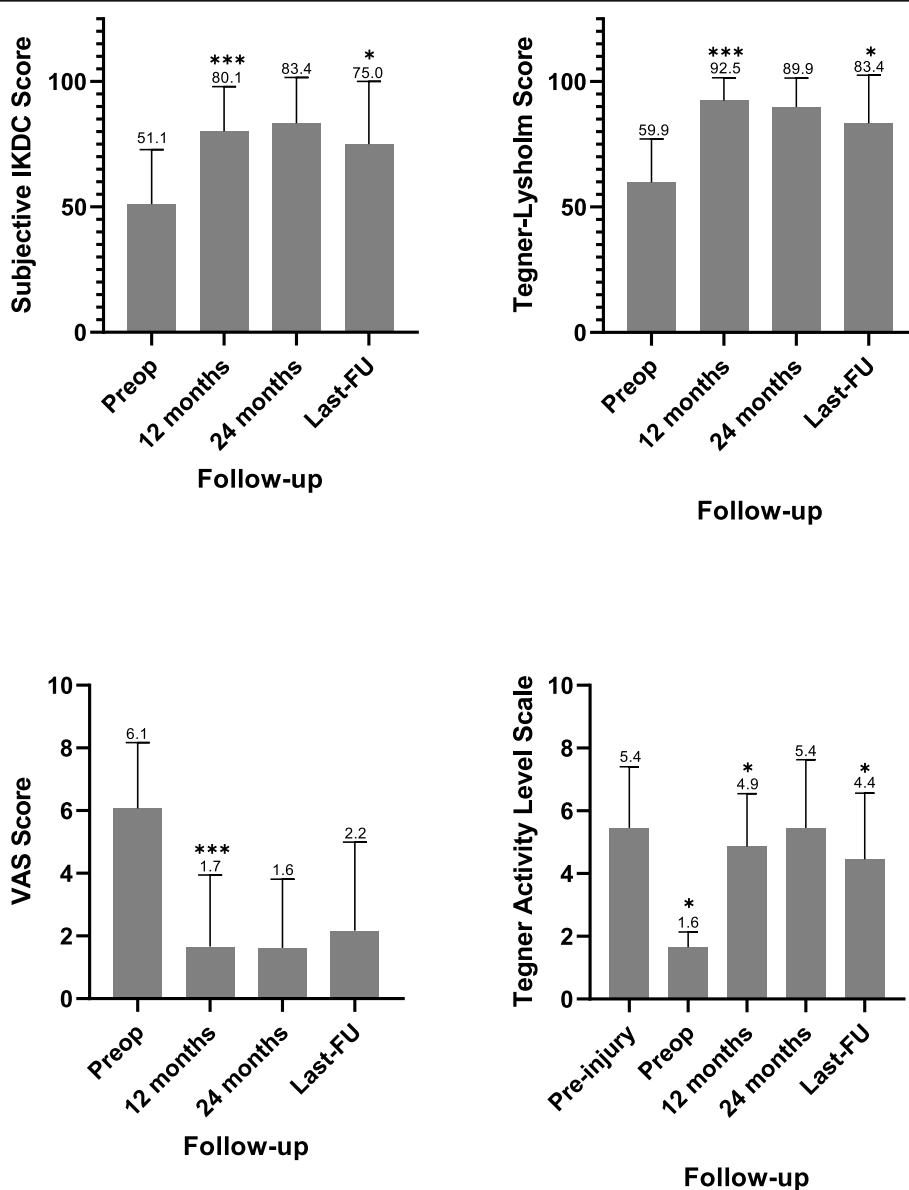 Subjective IKDC Score
100
50
0
51.1
***
80.1
83.4
*
75.0
Preop
12 months
24 months
Last-FU
Follow-up
Tegner-Lysholm Score
100
50
0
59.9
***
92.5
89.9
*
83.4
Preop
12 months
24 months
Last-FU
Follow-up
VAS Score
10
8
6
4
2
0
6.1
***
1.7
1.6
2.2
Preop
12 months
24 months
Last-FU
Follow-up
Tegner Activity Level Scale
10
8
6
4
2
0
5.4
*
1.6
*
4.9
5.4
*
4.4
Pre-injury
Preop
12 months
24 months
Last-FU
Follow-up